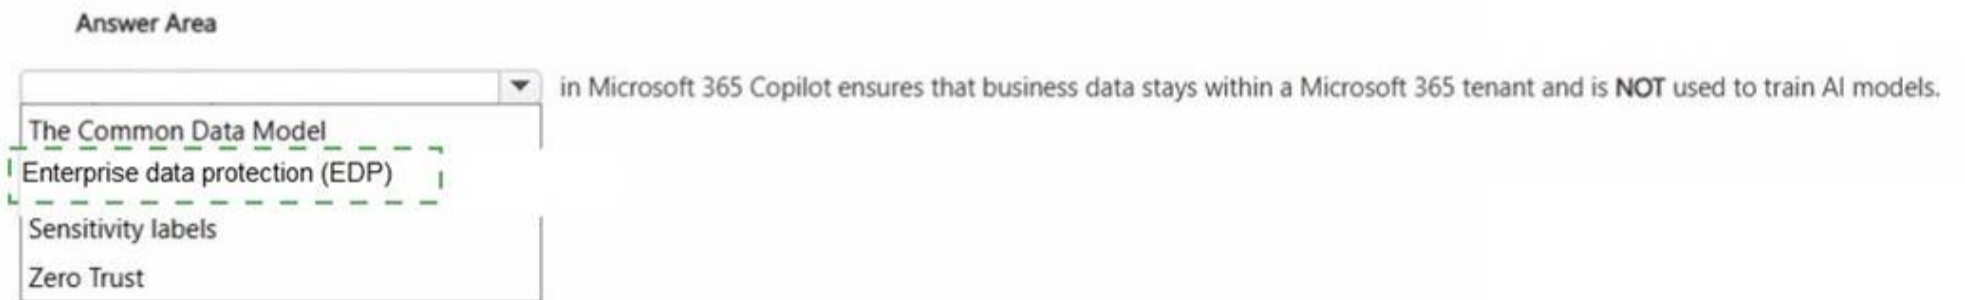 Answer Area
in Microsoft 365 Copilot ensures that business data stays within a Microsoft 365 tenant and is NOT used to train AI models.
The Common Data Model
Enterprise data protection (EDP)
Sensitivity labels
Zero Trust